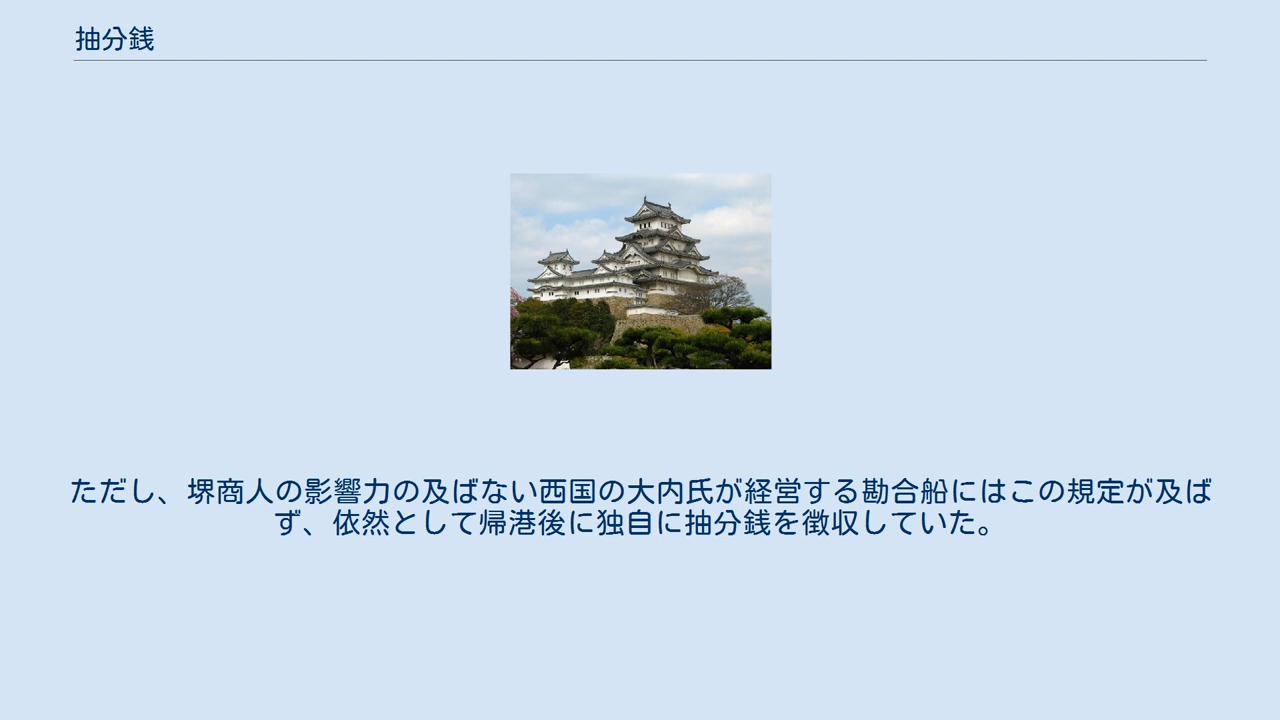 抽分銭
ただし、堺商人の影響力の及ばない西国の大内氏が経営する勘合船にはこの規定が及ば
ず、依然として帰港後に独自に抽分銭を徴収していた。